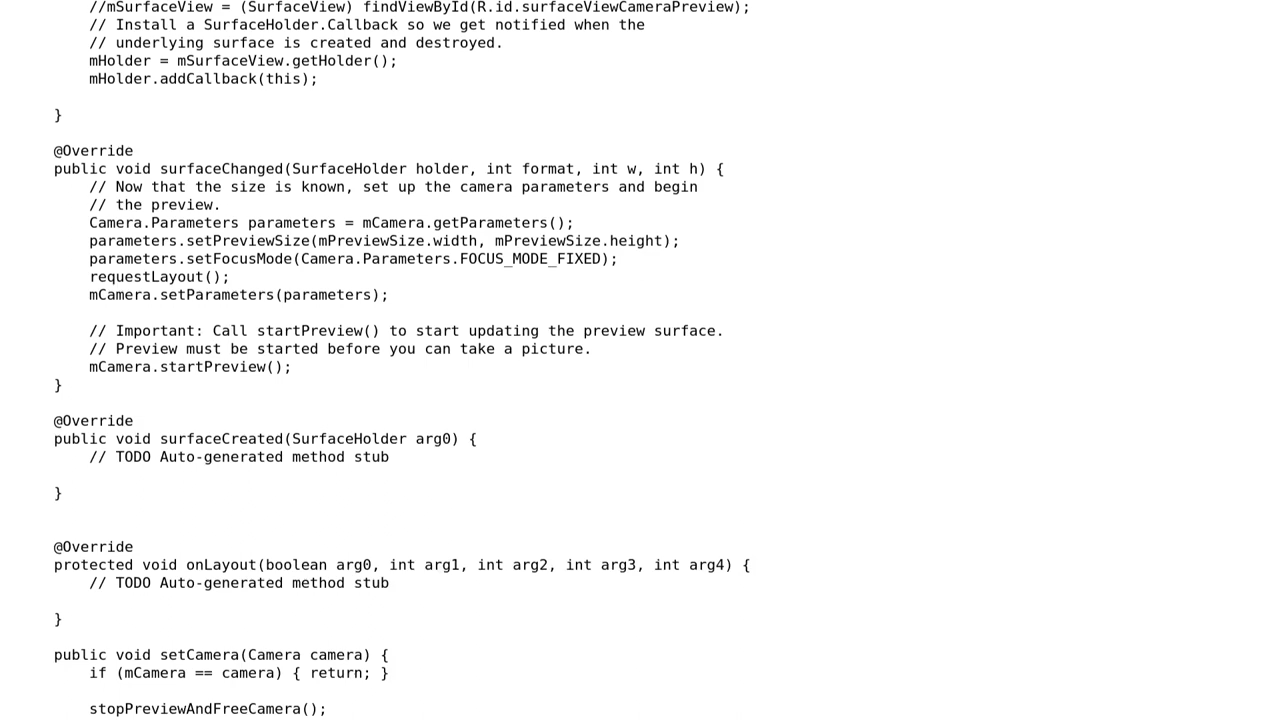 //mSurfaceView = (SurfaceView) findViewById(R.id.surfaceViewCameraPreview);
// Install a SurfaceHolder.Callback so we get notified when the
// underlying surface is created and destroyed.
mHolder = mSurfaceView.getHolder();
mHolder.addCallback(this);
}
@Override
public void surfaceChanged(SurfaceHolder holder, int format, int w, int h) {
// Now that the size is known, set up the camera parameters and begin
// the preview.
Camera.Parameters parameters = mCamera.getParameters();
parameters.setPreviewSize(mPreviewSize.width, mPreviewSize.height);
parameters.setFocusMode(Camera.Parameters.FOCUS_MODE_FIXED);
requestLayout();
mCamera.setParameters(parameters);
// Important: Call startPreview() to start updating the preview surface.
// Preview must be started before you can take a picture.
mCamera.startPreview();
}
@Override
public void surfaceCreated(SurfaceHolder arg0) {
// TODO Auto-generated method stub
}
@Override
protected void onLayout(boolean arg0, int arg1, int arg2, int arg3, int arg4) {
// TODO Auto-generated method stub
}
public void setCamera(Camera camera) {
if (mCamera == camera) { return; }
stopPreviewAndFreeCamera();